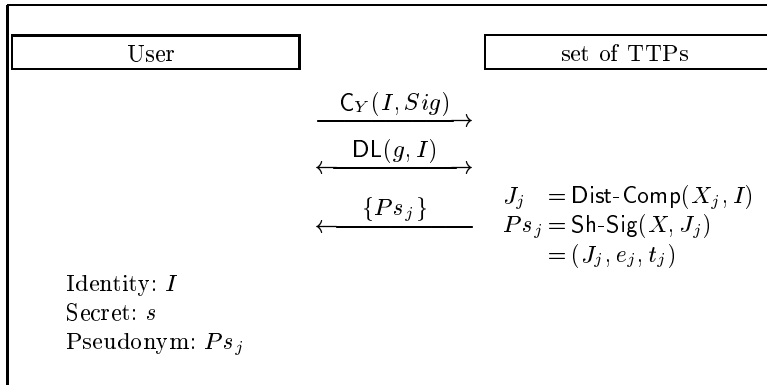 User
set of TTPs
C_Y(I, Sig)
DL(g, I)
{Ps_j}
J_j = Dist-Comp(X_j, I)
Ps_j = Sh-Sig(X, J_j)
= (J_j, e_j, t_j)
Identity: I
Secret: s
Pseudonym: Ps_j